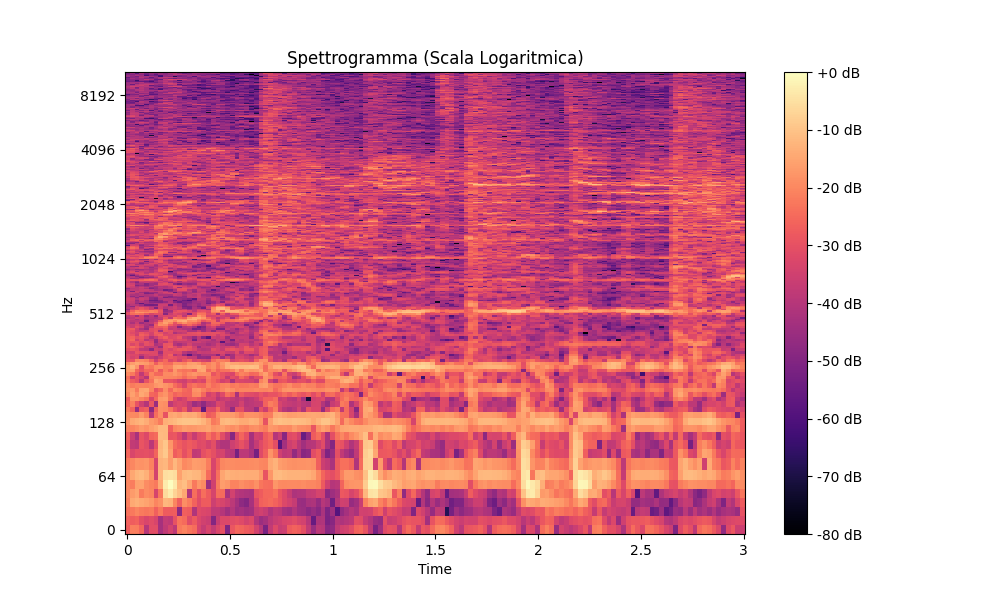 Spettrogramma (Scala Logaritmica)
Hz
8192
4096
2048
1024
512
256
128
64
0
0 0.5 1 1.5 2 2.5 3
Time
+0 dB
-10 dB
-20 dB
-30 dB
-40 dB
-50 dB
-60 dB
-70 dB
-80 dB